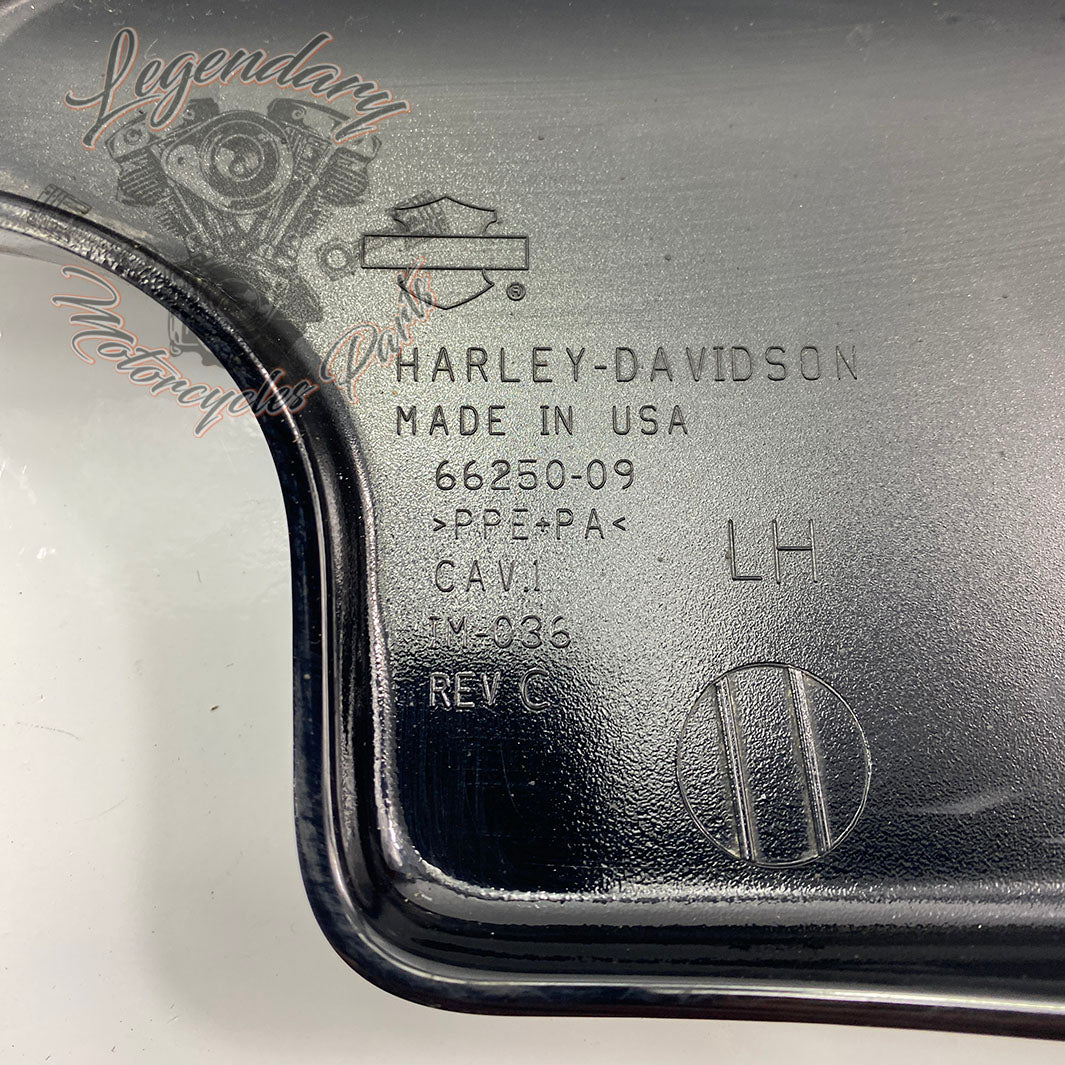 Legendary
Motorcycles Parts
®
HARLEY-DAVIDSON
MADE IN USA
66250-09
>PPE+PA<
LH
CAV.1
TM-036
REV C